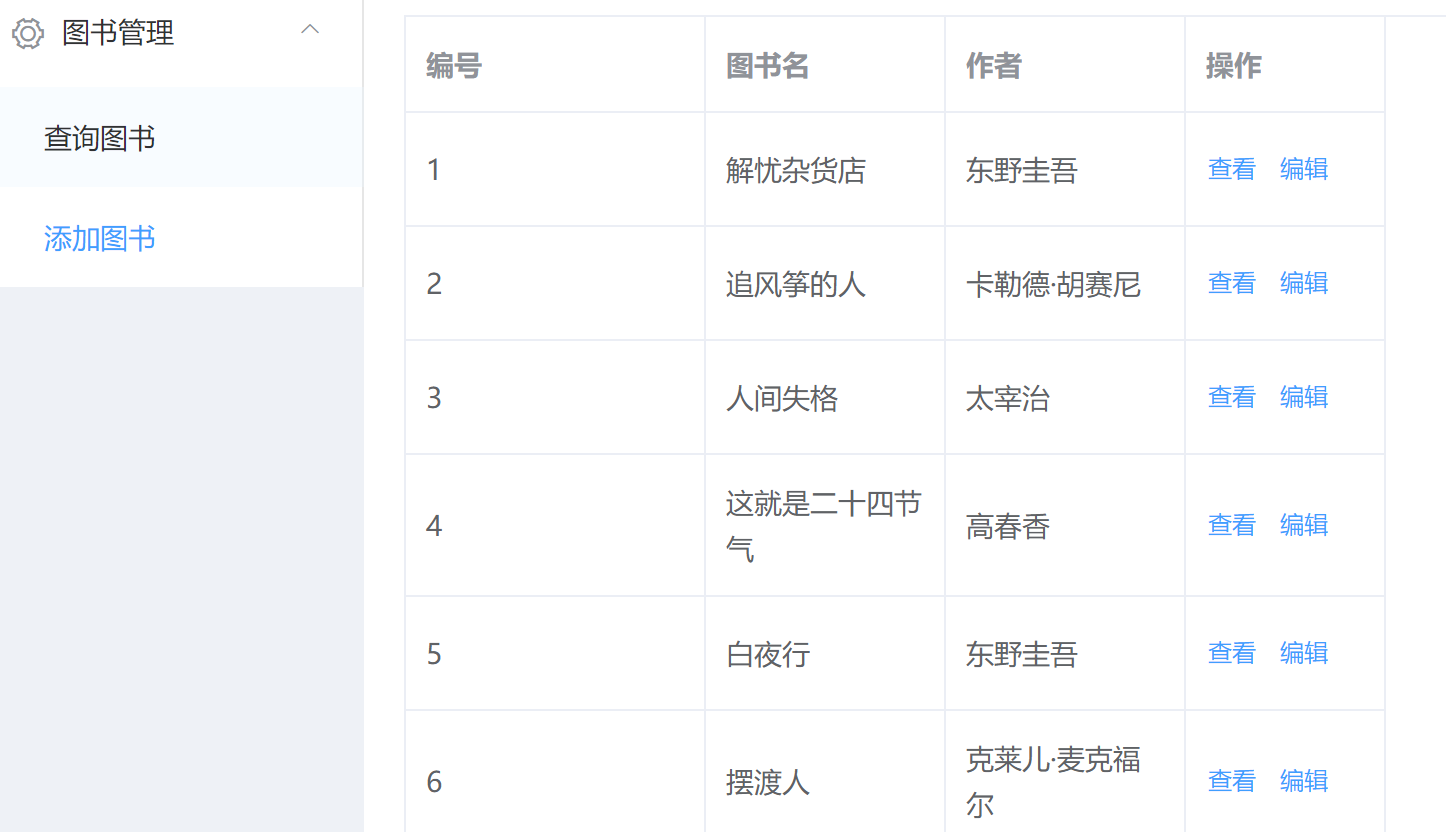 图书管理
查询图书
添加图书
编号 图书名 作者 操作
1 解忧杂货店 东野圭吾 查看 编辑
2 追风筝的人 卡勒德·胡赛尼 查看 编辑
3 人间失格 太宰治 查看 编辑
4 这就是二十四节 高春香 查看 编辑
气
5 白夜行 东野圭吾 查看 编辑
6 摆渡人 克莱儿·麦克福 查看 编辑
尔